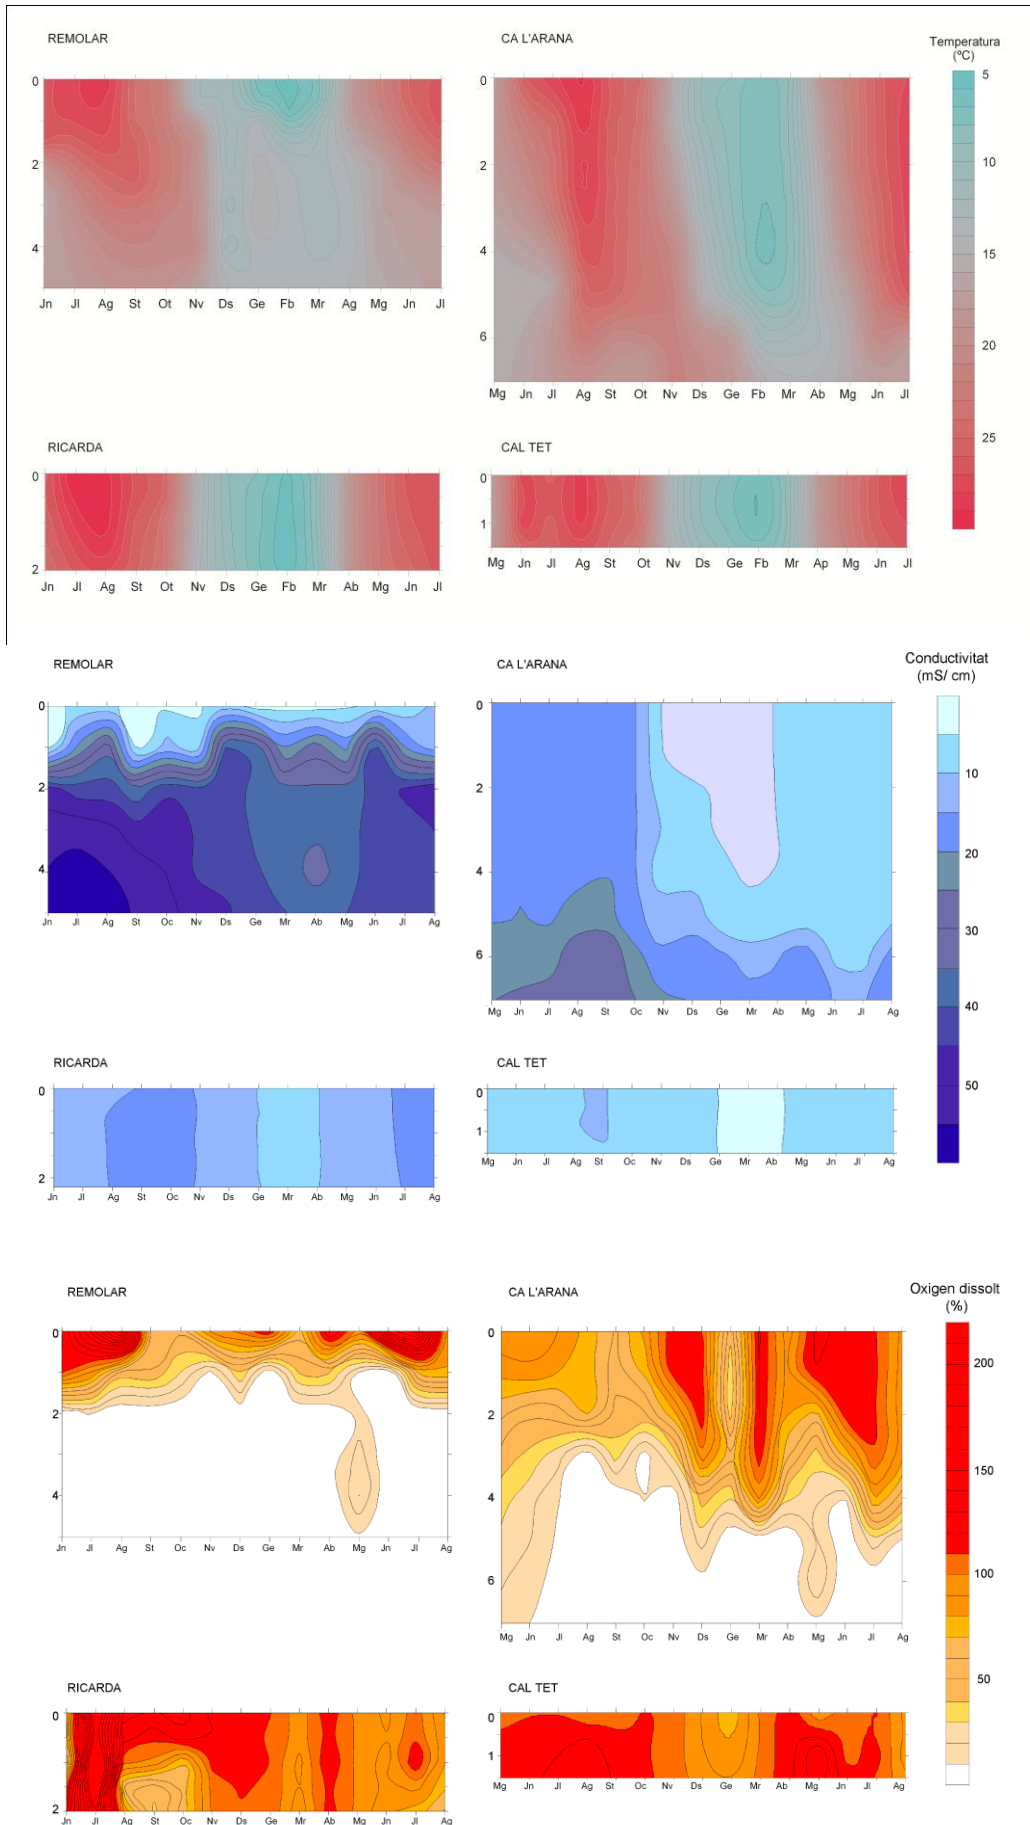 REMOLAR
CA L'ARANA
Temperatura
(ºC)
0
2
4
Jn Jl Ag St Ot Nv Ds Ge Fb Mr Ag Mg Jn Jl
0
2
4
6
Mg Jn Jl Ag St Ot Nv Ds Ge Fb Mr Ab Mg Jn Jl
5
10
15
20
25
RICARDA
CAL TET
0
2
Jn Jl Ag St Ot Nv Ds Ge Fb Mr Ab Mg Jn Jl
0
1
Mg Jn Jl Ag St Ot Nv Ds Ge Fb Mr Ap Mg Jn Jl
REMOLAR
CA L'ARANA
Conductivitat
(mS/ cm)
0
2
4
Jn Jl Ag St Oc Nv Ds Ge Mr Ab Mg Jn Jl Ag
0
2
4
6
Mg Jn Jl Ag St Oc Nv Ds Ge Mr Ab Mg Jn Jl Ag
10
20
30
40
50
RICARDA
CAL TET
0
2
Jn Jl Ag St Oc Nv Ds Ge Mr Ab Mg Jn Jl Ag
0
1
Mg Jn Jl Ag St Oc Nv Ds Ge Mr Ab Mg Jn Jl Ag
REMOLAR
CA L'ARANA
Oxigen dissolt
(%)
0
2
4
Jn Jl Ag St Oc Nv Ds Ge Mr Ab Mg Jn Jl Ag
0
2
4
6
Mg Jn Jl Ag St Oc Nv Ds Ge Mr Ab Mg Jn Jl Ag
200
150
100
50
RICARDA
CAL TET
0
2
Jn Jl Ag St Oc Nv Ds Ge Mr Ab Mg Jn Jl Ag
0
1
Mg Jn Jl Ag St Oc Nv Ds Ge Mr Ab Mg Jn Jl Ag